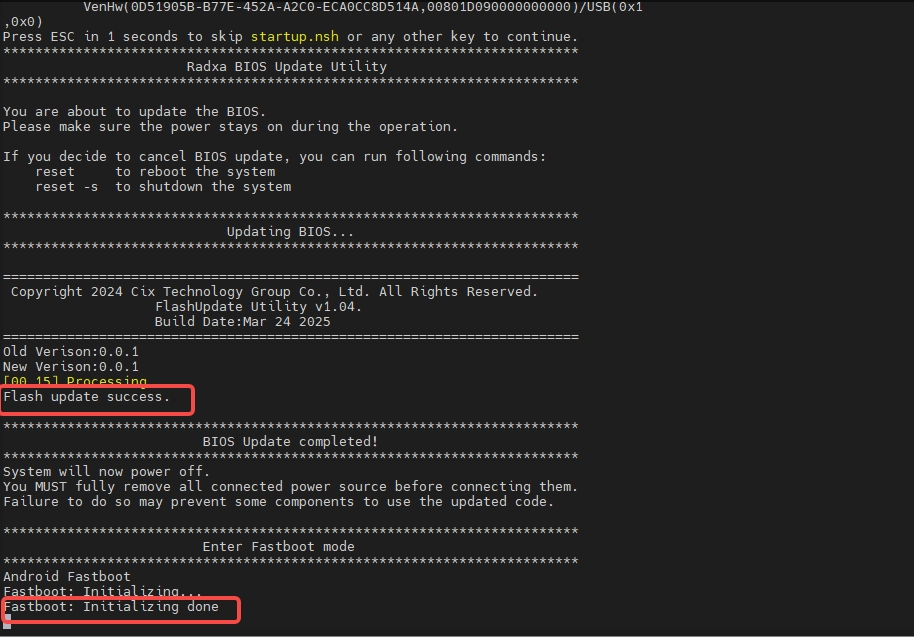 VenHw(0D51905B-B77E-452A-A2C0-ECA0CC8D514A,00801D090000000000)/USB(0x1
,0x0)
Press ESC in 1 seconds to skip startup.nsh or any other key to continue.
************************************************************************
Radxa BIOS Update Utility
************************************************************************
You are about to update the BIOS.
Please make sure the power stays on during the operation.
If you decide to cancel BIOS update, you can run following commands:
reset     to reboot the system
reset -s  to shutdown the system
************************************************************************
Updating BIOS...
************************************************************************
========================================================================
Copyright 2024 Cix Technology Group Co., Ltd. All Rights Reserved.
FlashUpdate Utility v1.04.
Build Date:Mar 24 2025
========================================================================
Old Verison:0.0.1
New Verison:0.0.1
[00 15] Processing
Flash update success.
************************************************************************
BIOS Update completed!
************************************************************************
System will now power off.
You MUST fully remove all connected power source before connecting them.
Failure to do so may prevent some components to use the updated code.
************************************************************************
Enter Fastboot mode
************************************************************************
Android Fastboot
Fastboot: Initializing...
Fastboot: Initializing done